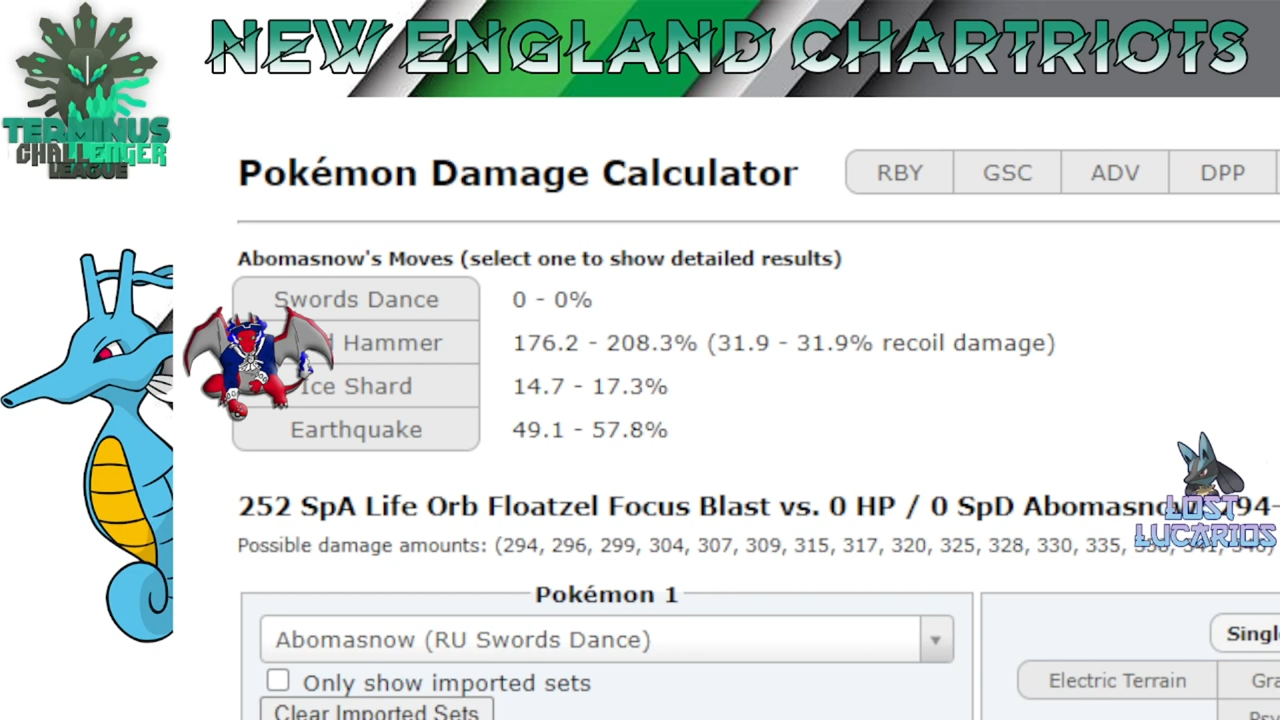 NEW ENGLAND CHARTRIOTS
TERMINUS
CHALLENGER
LEAGUE
Pokémon Damage Calculator
RBY GSC ADV DPP
Abomasnow's Moves (select one to show detailed results)
Swords Dance 0 - 0%
Hammer 176.2 - 208.3% (31.9 - 31.9% recoil damage)
Ice Shard 14.7 - 17.3%
Earthquake 49.1 - 57.8%
252 SpA Life Orb Floatzel Focus Blast vs. 0 HP / 0 SpD
LOST
LUCARIOS
Possible damage amounts: (294, 296, 299, 304, 307, 309, 315, 317, 320, 325, 328, 330, 335,
Pokémon 1
Abomasnow (RU Swords Dance)
Only show imported sets
Clear Imported Sets
Electric Terrain